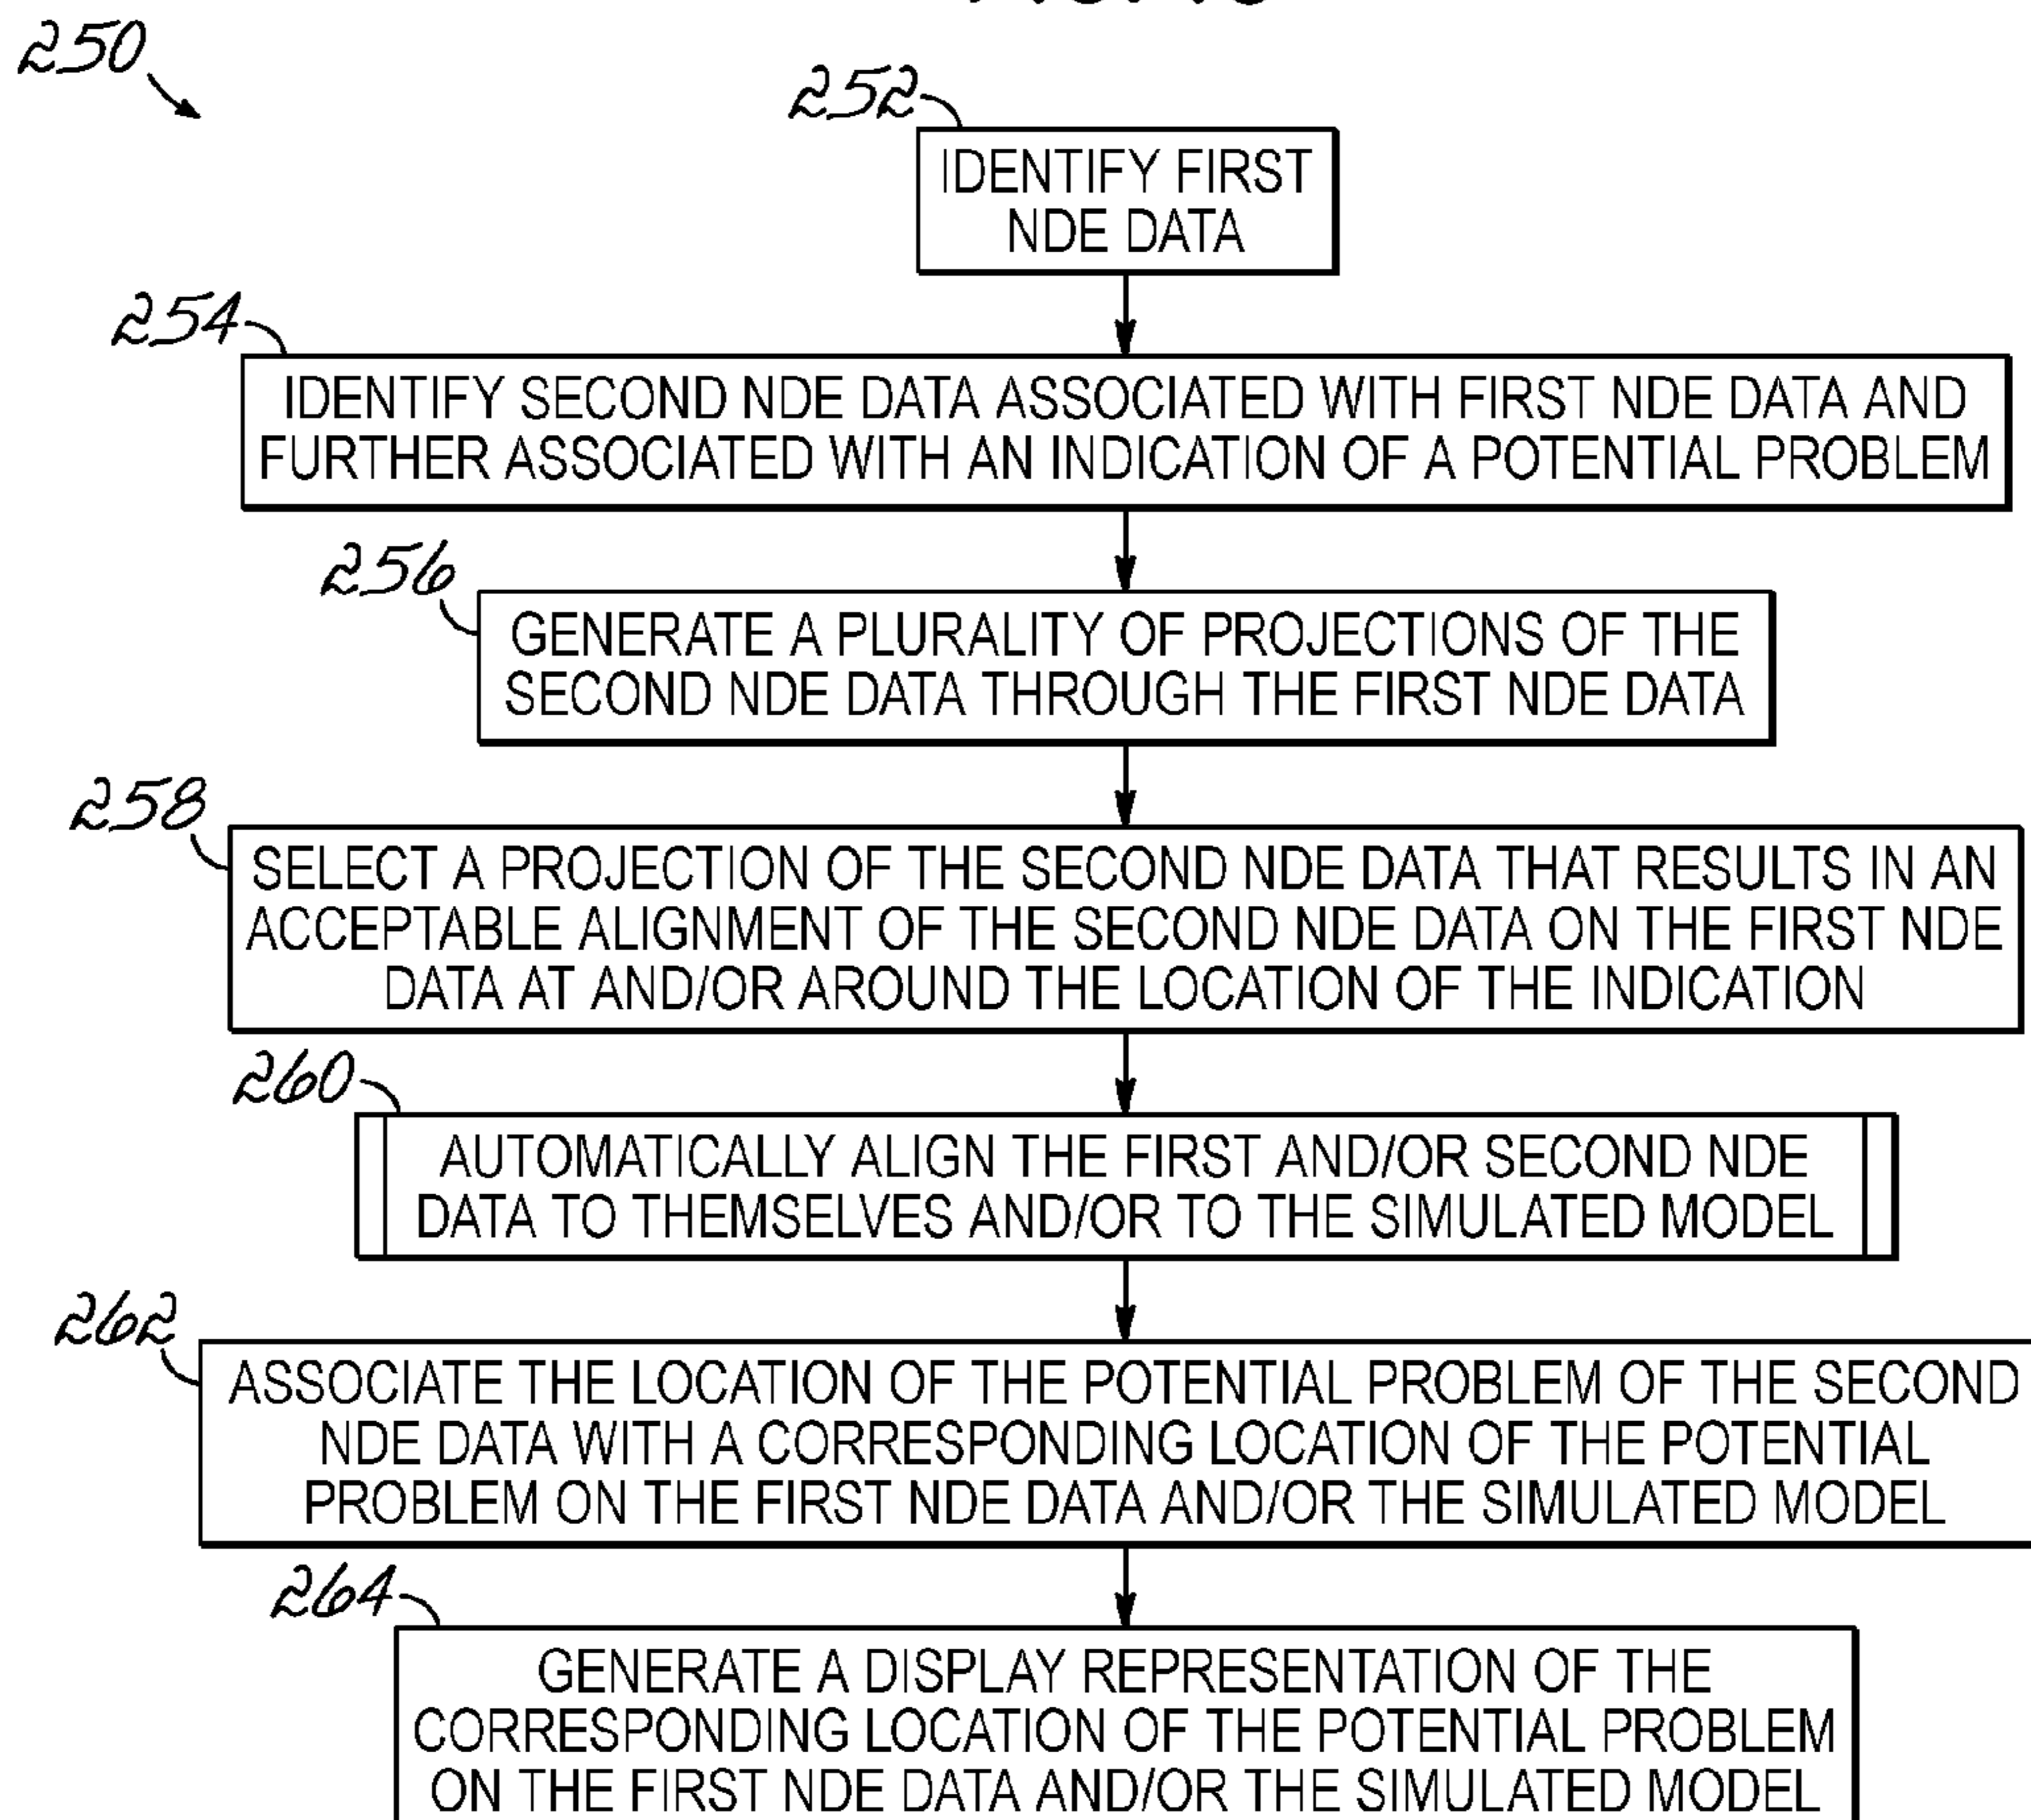 250
252
IDENTIFY FIRST
NDE DATA
254
IDENTIFY SECOND NDE DATA ASSOCIATED WITH FIRST NDE DATA AND
FURTHER ASSOCIATED WITH AN INDICATION OF A POTENTIAL PROBLEM
256
GENERATE A PLURALITY OF PROJECTIONS OF THE
SECOND NDE DATA THROUGH THE FIRST NDE DATA
258
SELECT A PROJECTION OF THE SECOND NDE DATA THAT RESULTS IN AN
ACCEPTABLE ALIGNMENT OF THE SECOND NDE DATA ON THE FIRST NDE
DATA AT AND/OR AROUND THE LOCATION OF THE INDICATION
260
AUTOMATICALLY ALIGN THE FIRST AND/OR SECOND NDE
DATA TO THEMSELVES AND/OR TO THE SIMULATED MODEL
262
ASSOCIATE THE LOCATION OF THE POTENTIAL PROBLEM OF THE SECOND
NDE DATA WITH A CORRESPONDING LOCATION OF THE POTENTIAL
PROBLEM ON THE FIRST NDE DATA AND/OR THE SIMULATED MODEL
264
GENERATE A DISPLAY REPRESENTATION OF THE
CORRESPONDING LOCATION OF THE POTENTIAL PROBLEM
ON THE FIRST NDE DATA AND/OR THE SIMULATED MODEL